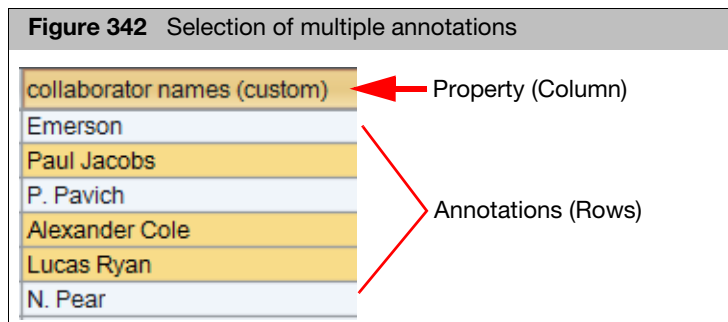 Figure 342 Selection of multiple annotations
collaborator names (custom)
Property (Column)
Emerson
Paul Jacobs
P. Pavich
Alexander Cole
Lucas Ryan
N. Pear
Annotations (Rows)